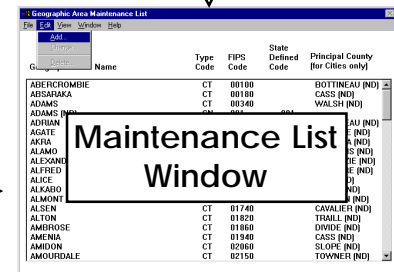 Geographic Area Maintenance List
File Edit View Window Help
Add...
Change...
Delete...
Name
Type Code
FIPS Code
State Defined Code
Principal County (for Cities only)
ABERCROMBIE CT 00100 BOTTINEAU (ND)
ABSARAKA CT 00180 CASS (ND)
ADAMS CT 00340 WALSH (ND)
ADAMS
ADRIAN
AGATE
AKRA
ALAMO
ALEXAND
ALFRED
ALICE
ALKABO
ALMONT
Maintenance List
Window
ALSEN CT 01740 CAVALIER (ND)
ALTON CT 01820 TRAILL (ND)
AMBROSE CT 01860 DIVIDE (ND)
AMENIA CT 01940 CASS (ND)
AMIDON CT 02060 SLOPE (ND)
AMOURDALE CT 02150 TOWNER (ND)